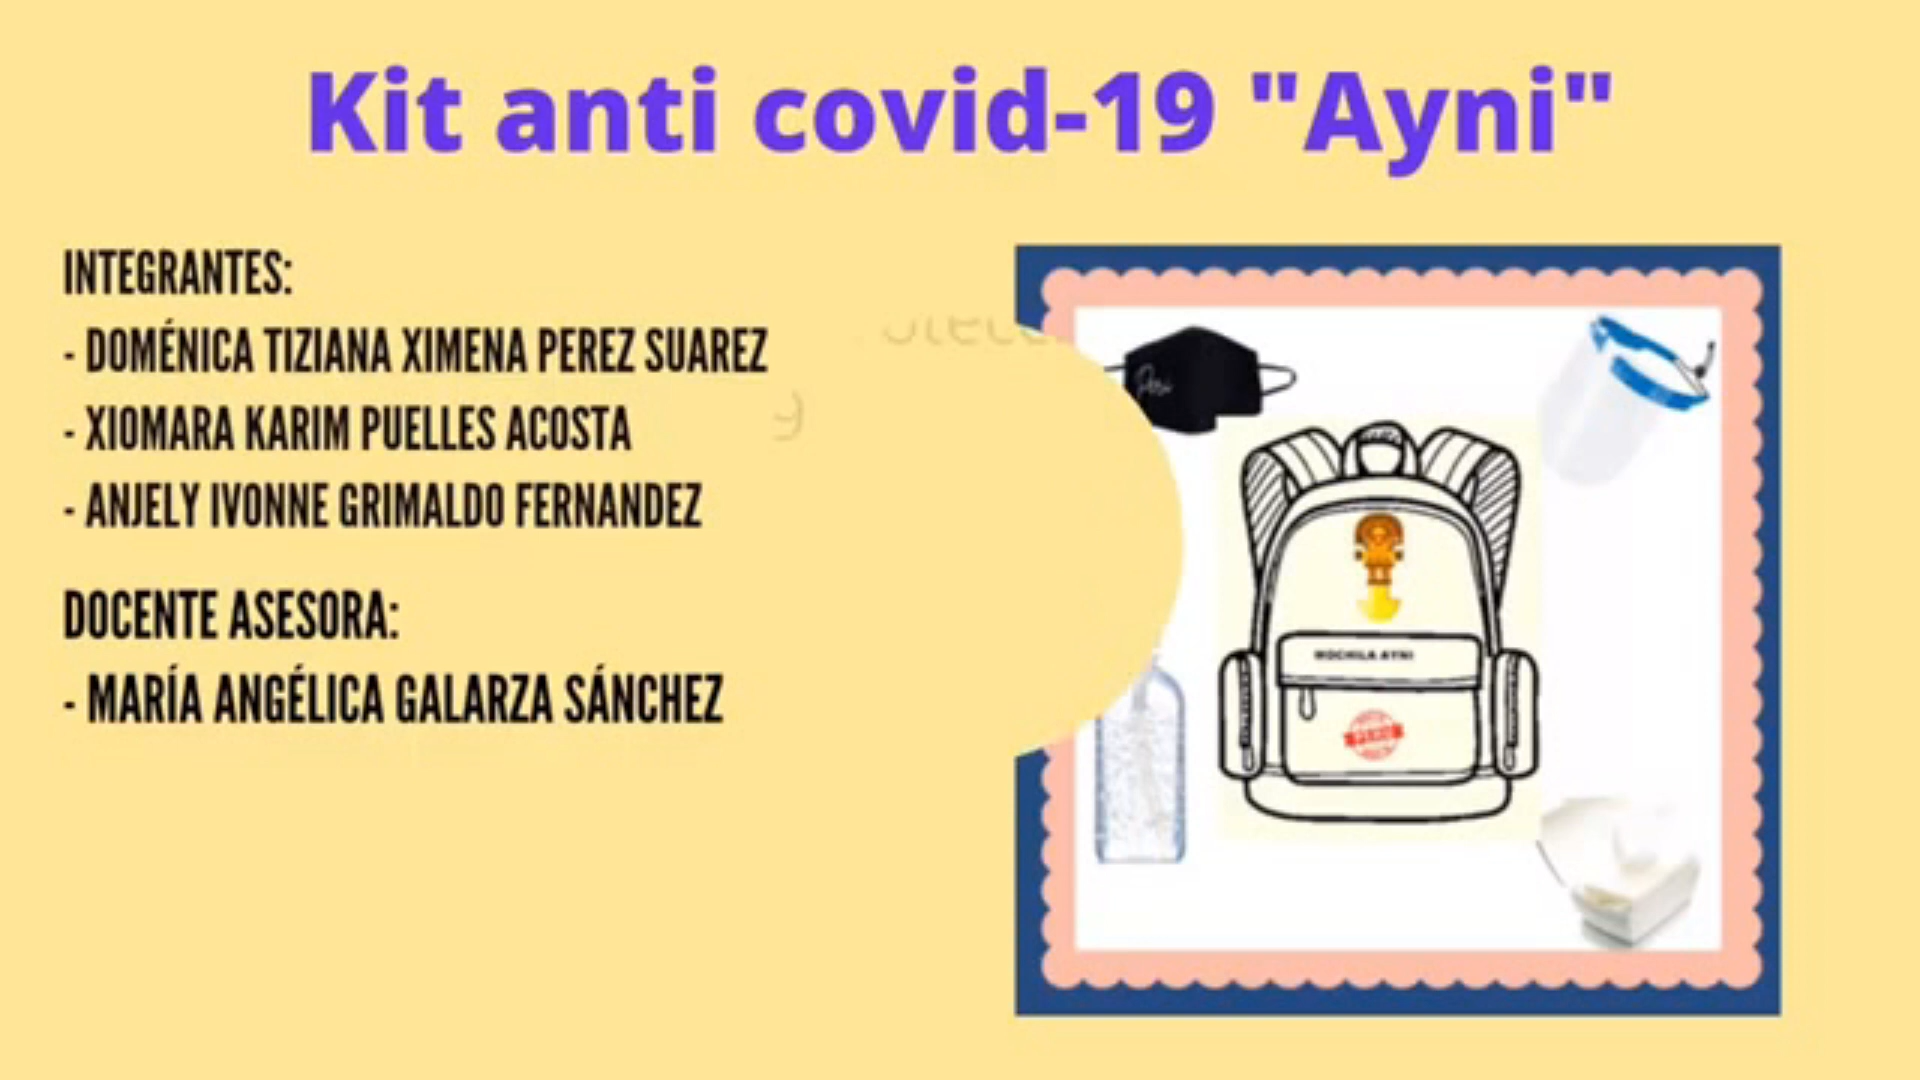 Kit anti covid-19 "Ayni"
INTEGRANTES:
- DOMÉNICA TIZIANA XIMENA PEREZ SUAREZ
- XIOMARA KARIM PUELLES ACOSTA
- ANJELY IVONNE GRIMALDO FERNANDEZ
DOCENTE ASESORA:
- MARÍA ANGÉLICA GALARZA SÁNCHEZ
MOCHILA AYNI